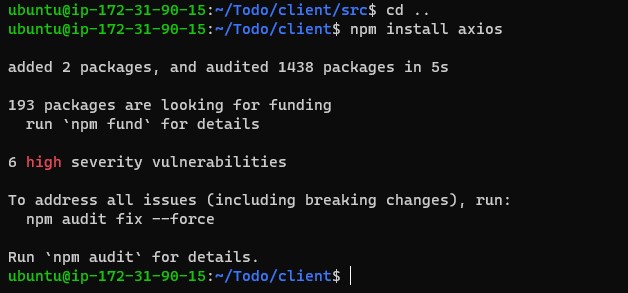 ubuntu@ip-172-31-90-15:~/Todo/client/src$ cd ..
ubuntu@ip-172-31-90-15:~/Todo/client$ npm install axios
added 2 packages, and audited 1438 packages in 5s
193 packages are looking for funding
  run `npm fund` for details
6 high severity vulnerabilities
To address all issues (including breaking changes), run:
  npm audit fix --force
Run `npm audit` for details.
ubuntu@ip-172-31-90-15:~/Todo/client$